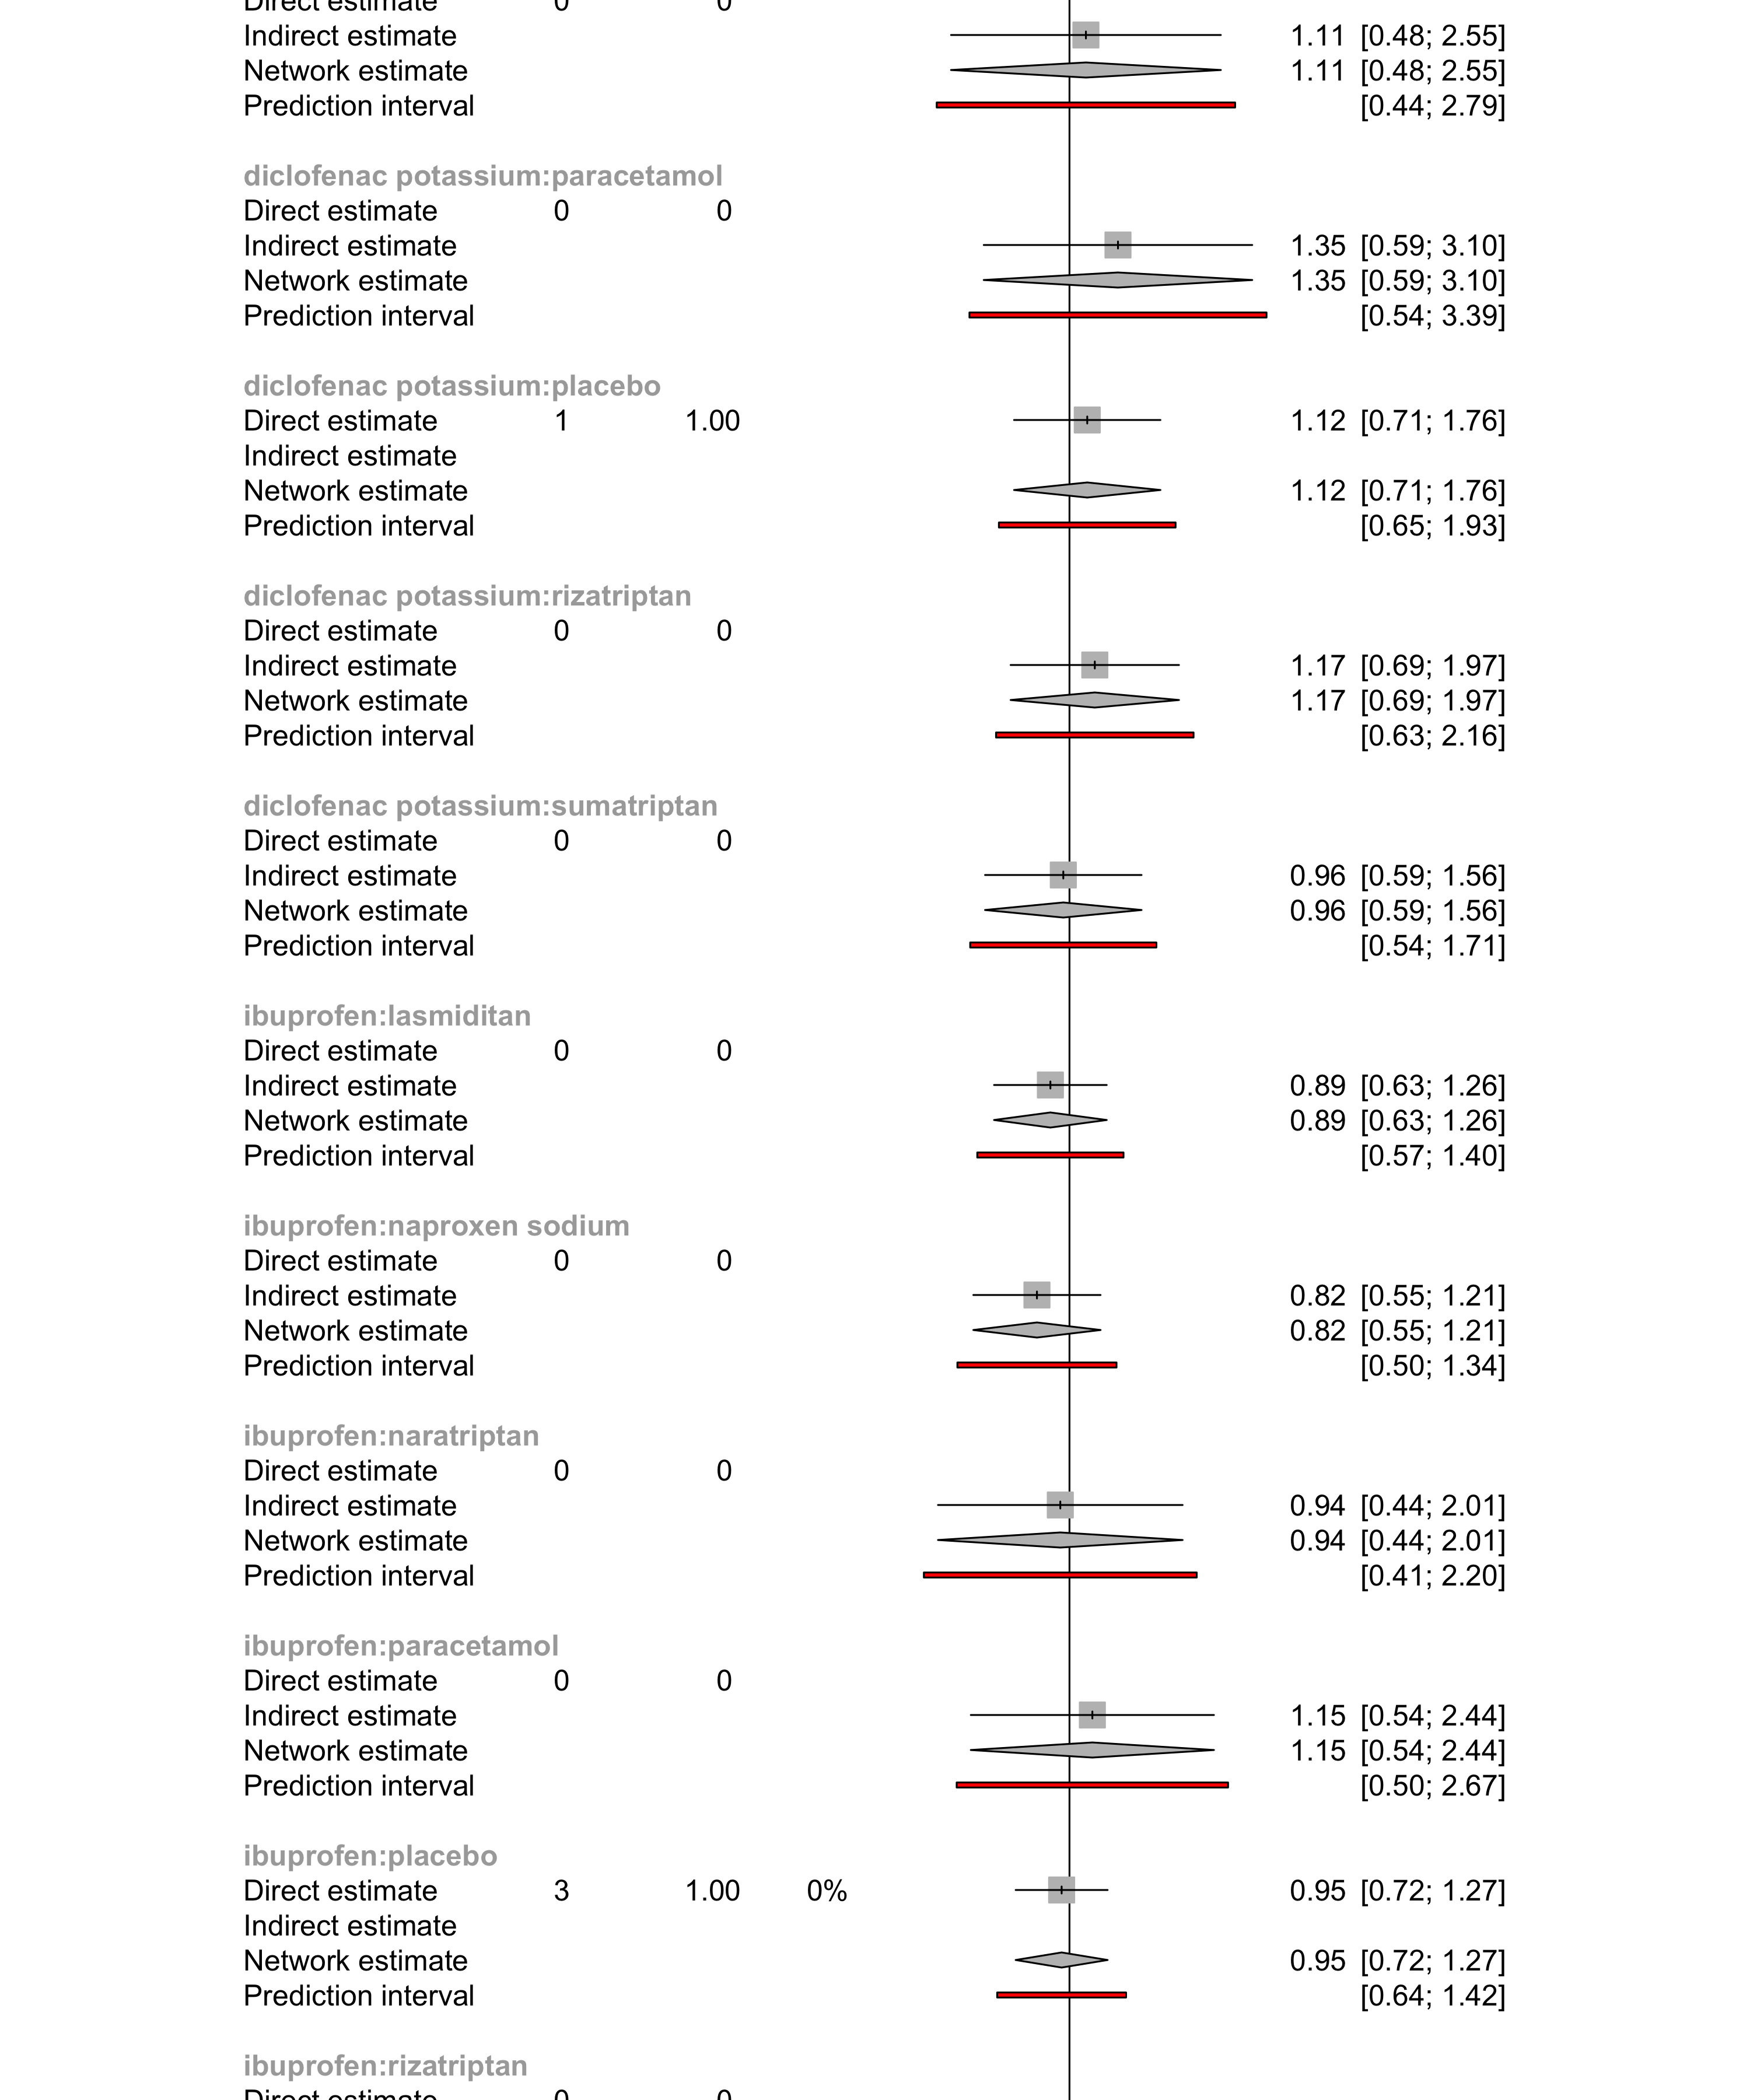 Direct estimate 0 0
Indirect estimate 1.11 [0.48; 2.55]
Network estimate 1.11 [0.48; 2.55]
Prediction interval [0.44; 2.79]
diclofenac potassium:paracetamol
Direct estimate 0 0
Indirect estimate 1.35 [0.59; 3.10]
Network estimate 1.35 [0.59; 3.10]
Prediction interval [0.54; 3.39]
diclofenac potassium:placebo
Direct estimate 1 1.00 1.12 [0.71; 1.76]
Indirect estimate
Network estimate 1.12 [0.71; 1.76]
Prediction interval [0.65; 1.93]
diclofenac potassium:rizatriptan
Direct estimate 0 0
Indirect estimate 1.17 [0.69; 1.97]
Network estimate 1.17 [0.69; 1.97]
Prediction interval [0.63; 2.16]
diclofenac potassium:sumatriptan
Direct estimate 0 0
Indirect estimate 0.96 [0.59; 1.56]
Network estimate 0.96 [0.59; 1.56]
Prediction interval [0.54; 1.71]
ibuprofen:lasmiditan
Direct estimate 0 0
Indirect estimate 0.89 [0.63; 1.26]
Network estimate 0.89 [0.63; 1.26]
Prediction interval [0.57; 1.40]
ibuprofen:naproxen sodium
Direct estimate 0 0
Indirect estimate 0.82 [0.55; 1.21]
Network estimate 0.82 [0.55; 1.21]
Prediction interval [0.50; 1.34]
ibuprofen:naratriptan
Direct estimate 0 0
Indirect estimate 0.94 [0.44; 2.01]
Network estimate 0.94 [0.44; 2.01]
Prediction interval [0.41; 2.20]
ibuprofen:paracetamol
Direct estimate 0 0
Indirect estimate 1.15 [0.54; 2.44]
Network estimate 1.15 [0.54; 2.44]
Prediction interval [0.50; 2.67]
ibuprofen:placebo
Direct estimate 3 1.00 0% 0.95 [0.72; 1.27]
Indirect estimate
Network estimate 0.95 [0.72; 1.27]
Prediction interval [0.64; 1.42]
ibuprofen:rizatriptan
Direct estimate 0 0